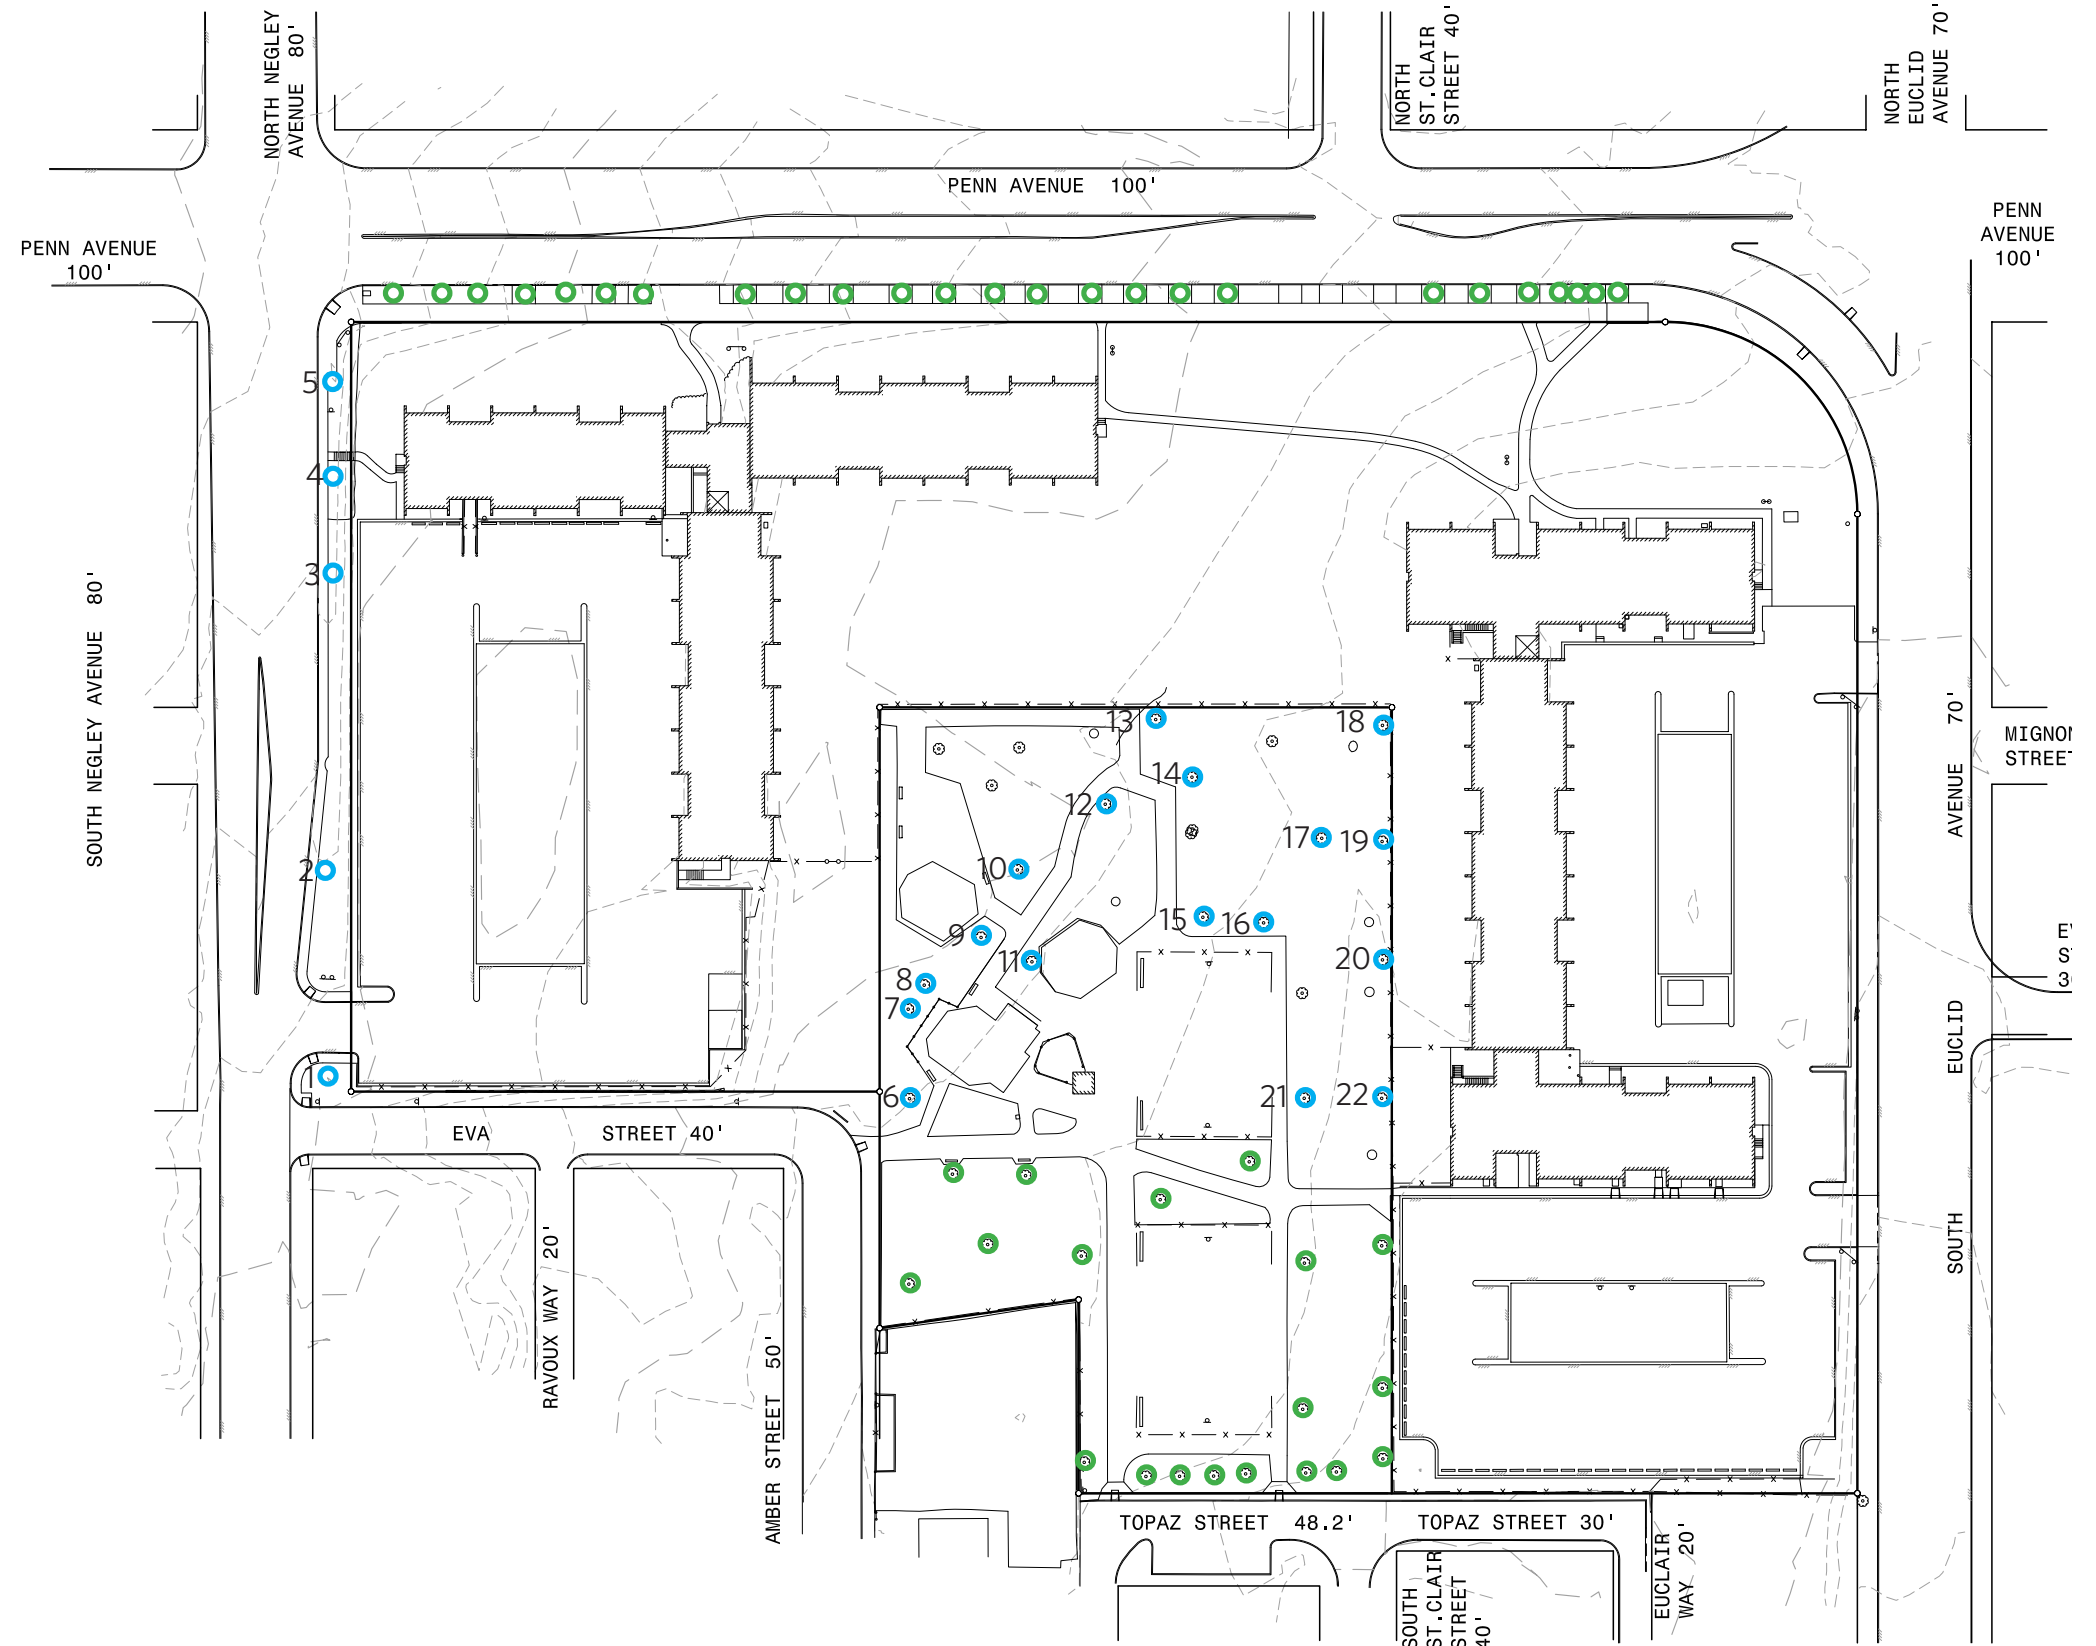 NORTH NEGLEY
AVENUE 80'
NORTH
ST.CLAIR
STREET 40'
NORTH
EUCLID
AVENUE 70'
PENN AVENUE 100'
PENN AVENUE
100'
PENN
AVENUE
100'
5
4
3
2
SOUTH NEGLEY AVENUE 80'
13
18
14
12
17
19
10
15
16
9
11
20
8
7
6
21
22
AVENUE 70'
MIGNON
STREET
EUCLID
SOUTH
EVA STREET 40'
RAVOUX WAY 20'
AMBER STREET 50'
TOPAZ STREET 48.2'
TOPAZ STREET 30'
SOUTH
ST.CLAIR
STREET
40'
EUCLAIR
WAY 20'